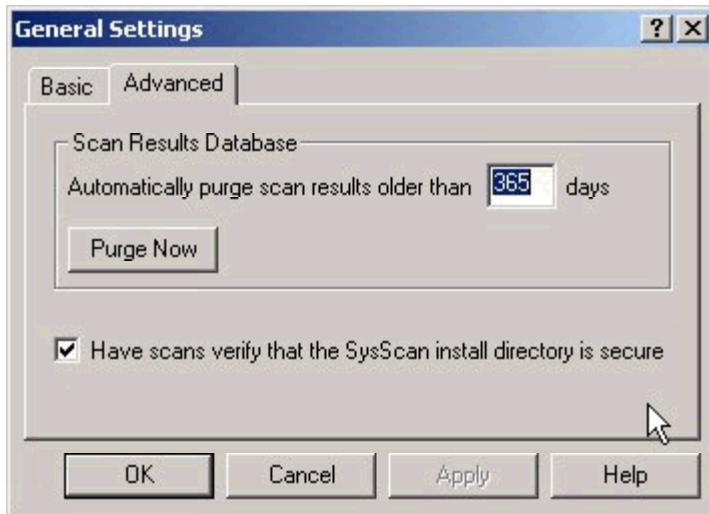 General Settings
Basic Advanced
Scan Results Database
Automatically purge scan results older than 365 days
Purge Now
Have scans verify that the SysScan install directory is secure
OK Cancel Apply Help